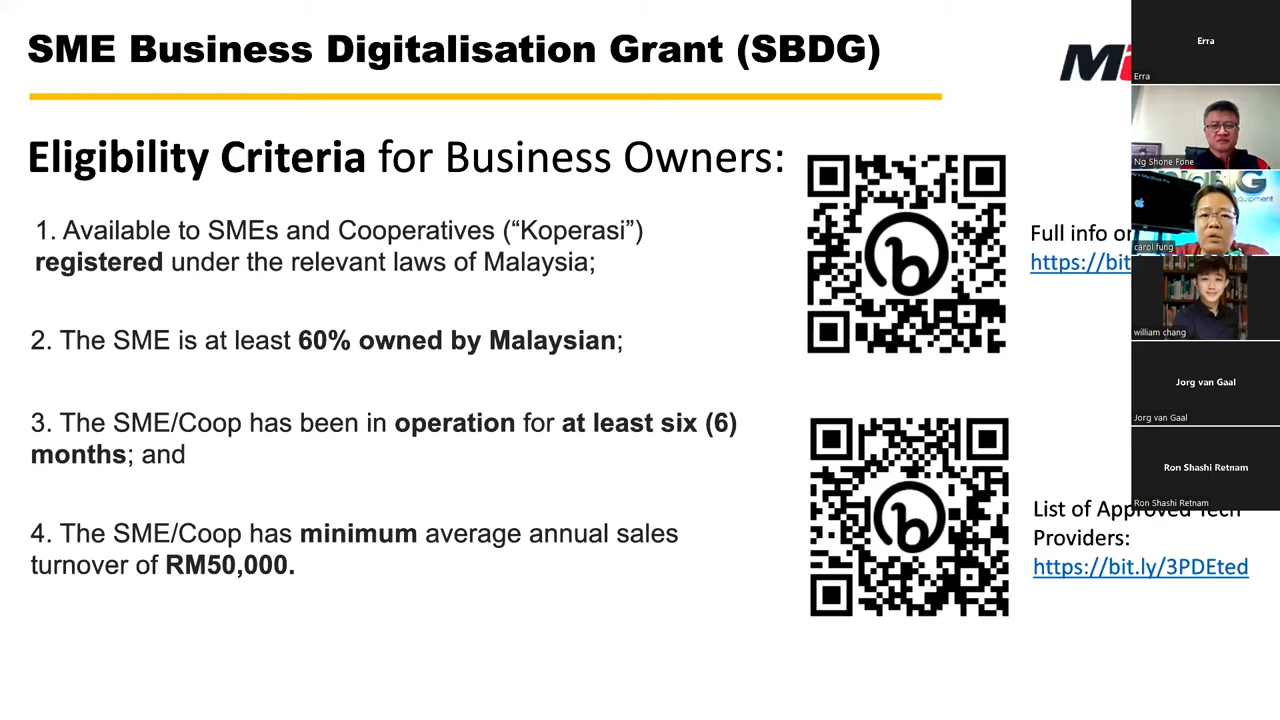 SME Business Digitalisation Grant (SBDG)
Eligibility Criteria for Business Owners:
1. Available to SMEs and Cooperatives (“Koperasi”)
registered under the relevant laws of Malaysia;
2. The SME is at least 60% owned by Malaysian;
3. The SME/Coop has been in operation for at least six (6)
months; and
4. The SME/Coop has minimum average annual sales
turnover of RM50,000.
Full info on
https://bit
List of Approved Tech
Providers:
https://bit.ly/3PDEted
Erra
Erra
Ng Shone Fone
equipment
carol fung
william chang
Jorg van Gaal
Jorg van Gaal
Ron Shashi Retnam
Ron Shashi Retnam